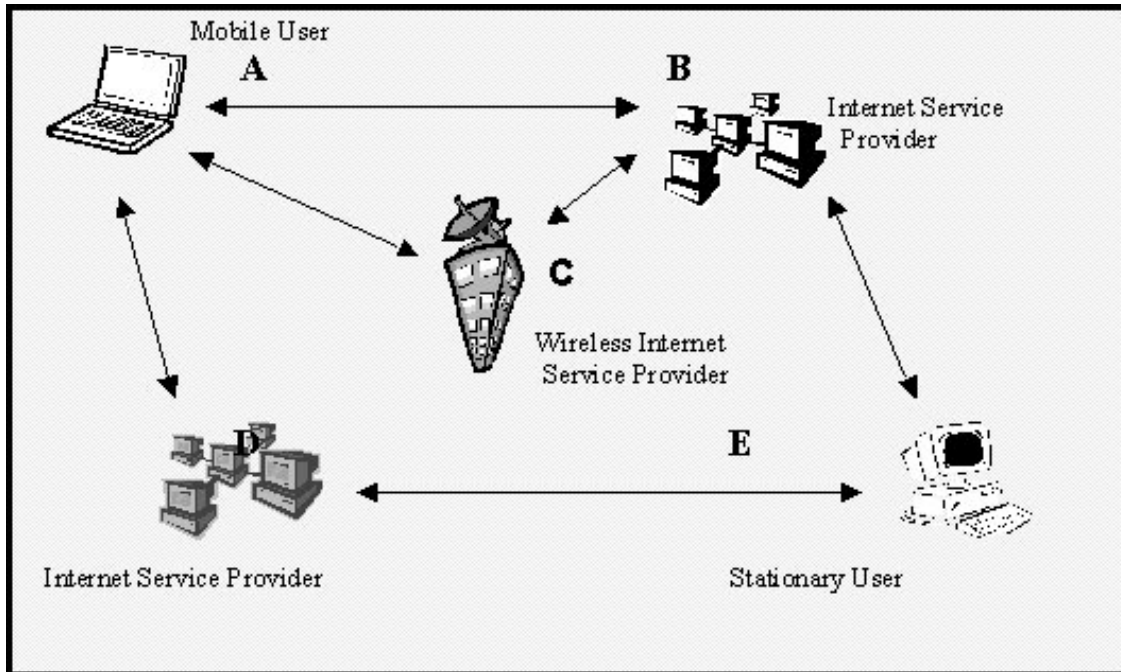 Mobile User
A
B
Internet Service
Provider
C
Wireless Internet
Service Provider
D
E
Internet Service Provider
Stationary User